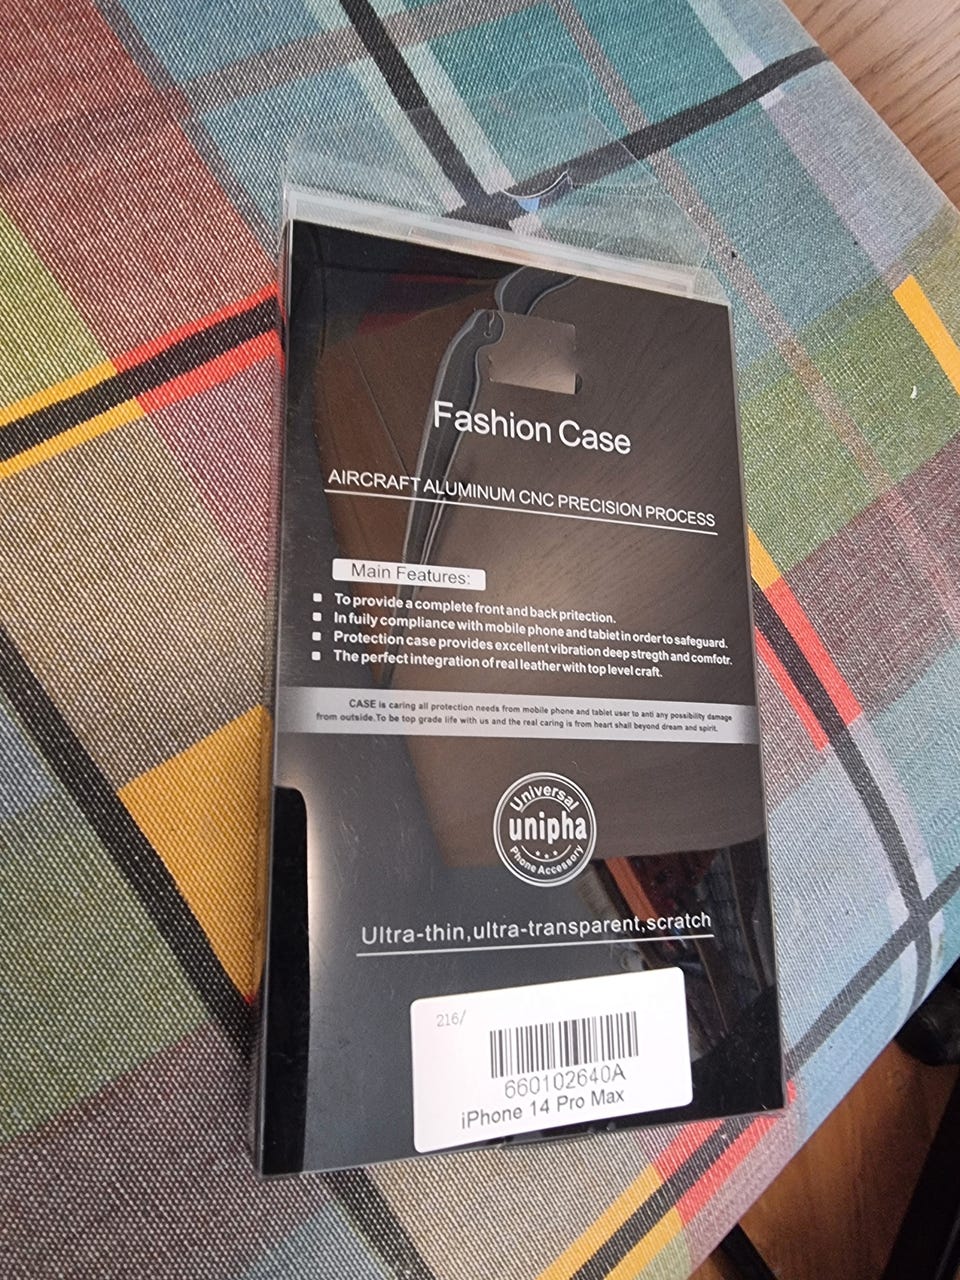 Fashion Case
AIRCRAFT ALUMINUM CNC PRECISION PROCESS
Main Features:
To provide a complete front and back pritection.
In fuily compliance with mobile phone and tabiet in order to safeguard.
Protection case provides excellent vibration deep stregth and comfotr.
The perfect integration of real leather with top level craft.
CASE is caring all protection needs from mobile phone and tablet user to anti any possibility damage
from outside.To be top grade life with us and the real caring is from heart shall beyond dream and spirit.
Universal
unipha
Phone Accessory
Ultra-thin,ultra-transparent,scratch
216/
660102640A
iPhone 14 Pro Max